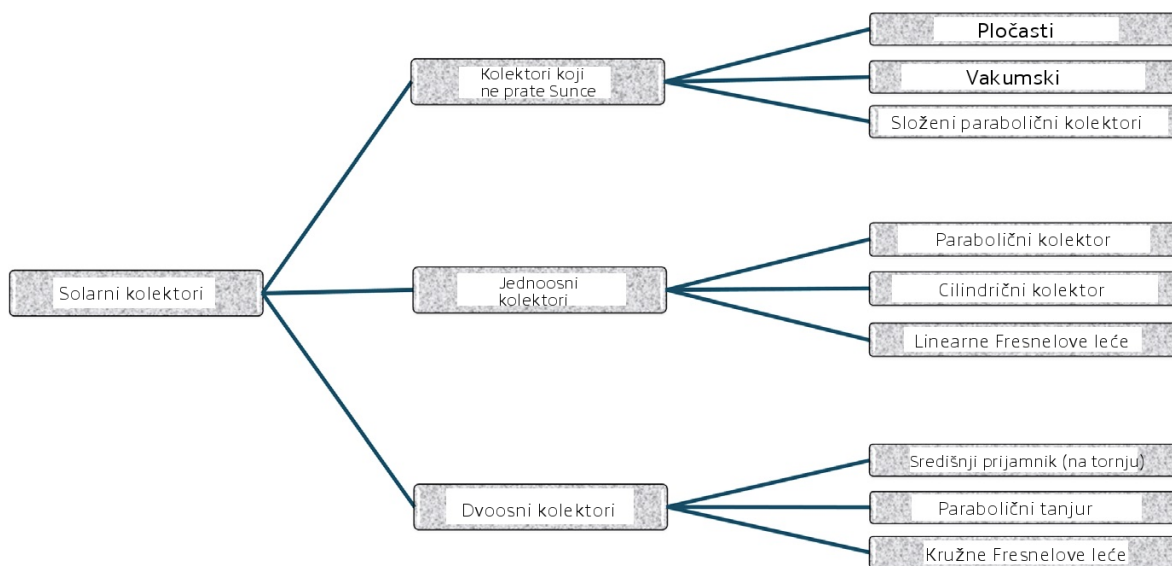 Solarni kolektori
Kolektori koji
ne prate Sunce
Pločasti
Vakumski
Složeni parabolični kolektori
Jednoosni
kolektori
Parabolični kolektor
Cilindrični kolektor
Linearne Fresnelove leće
Dvoosni kolektori
Središnji prijamnik (na tornju)
Parabolični tanjur
Kružne Fresnelove leće